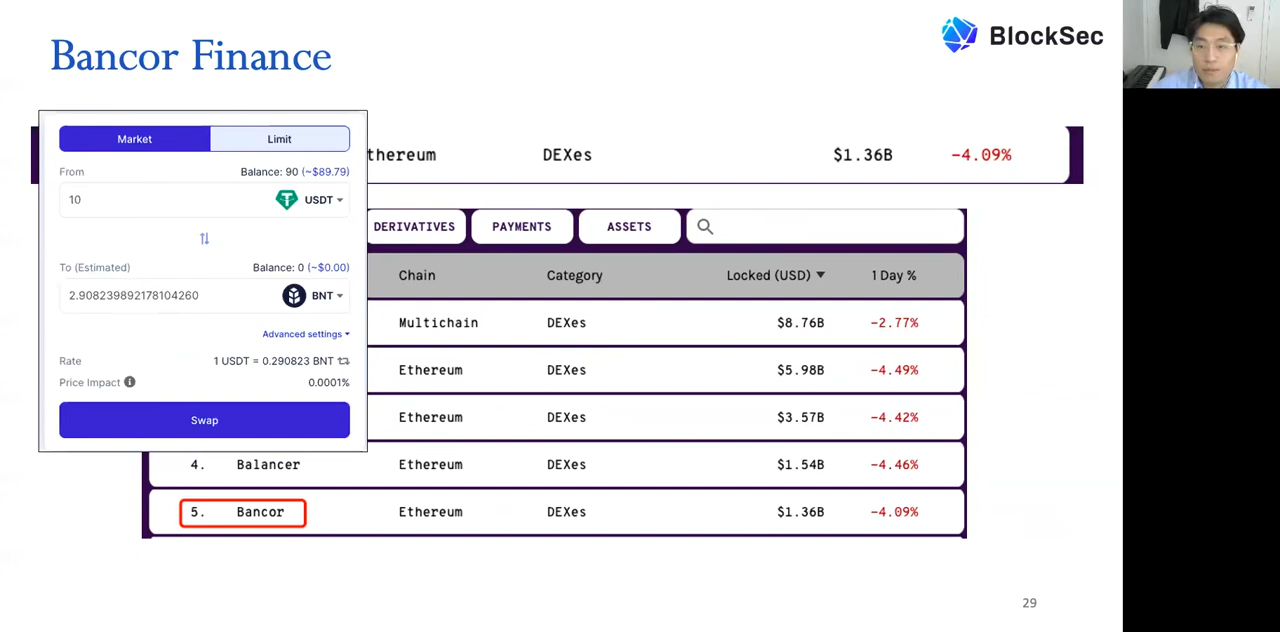 Bancor Finance
BlockSec
Market Limit
From Balance: 90 (~$89.79)
10 USDT
To (Estimated) Balance: 0 (~$0.00)
2.908239892178104260 BNT
Advanced settings
Rate 1 USDT = 0.290823 BNT
Price Impact 0.0001%
Swap
thereum DEXes $1.36B -4.09%
DERIVATIVES PAYMENTS ASSETS
Chain Category Locked (USD) 1 Day %
Multichain DEXes $8.76B -2.77%
Ethereum DEXes $5.98B -4.49%
Ethereum DEXes $3.57B -4.42%
4. Balancer Ethereum DEXes $1.54B -4.46%
5. Bancor Ethereum DEXes $1.36B -4.09%
29